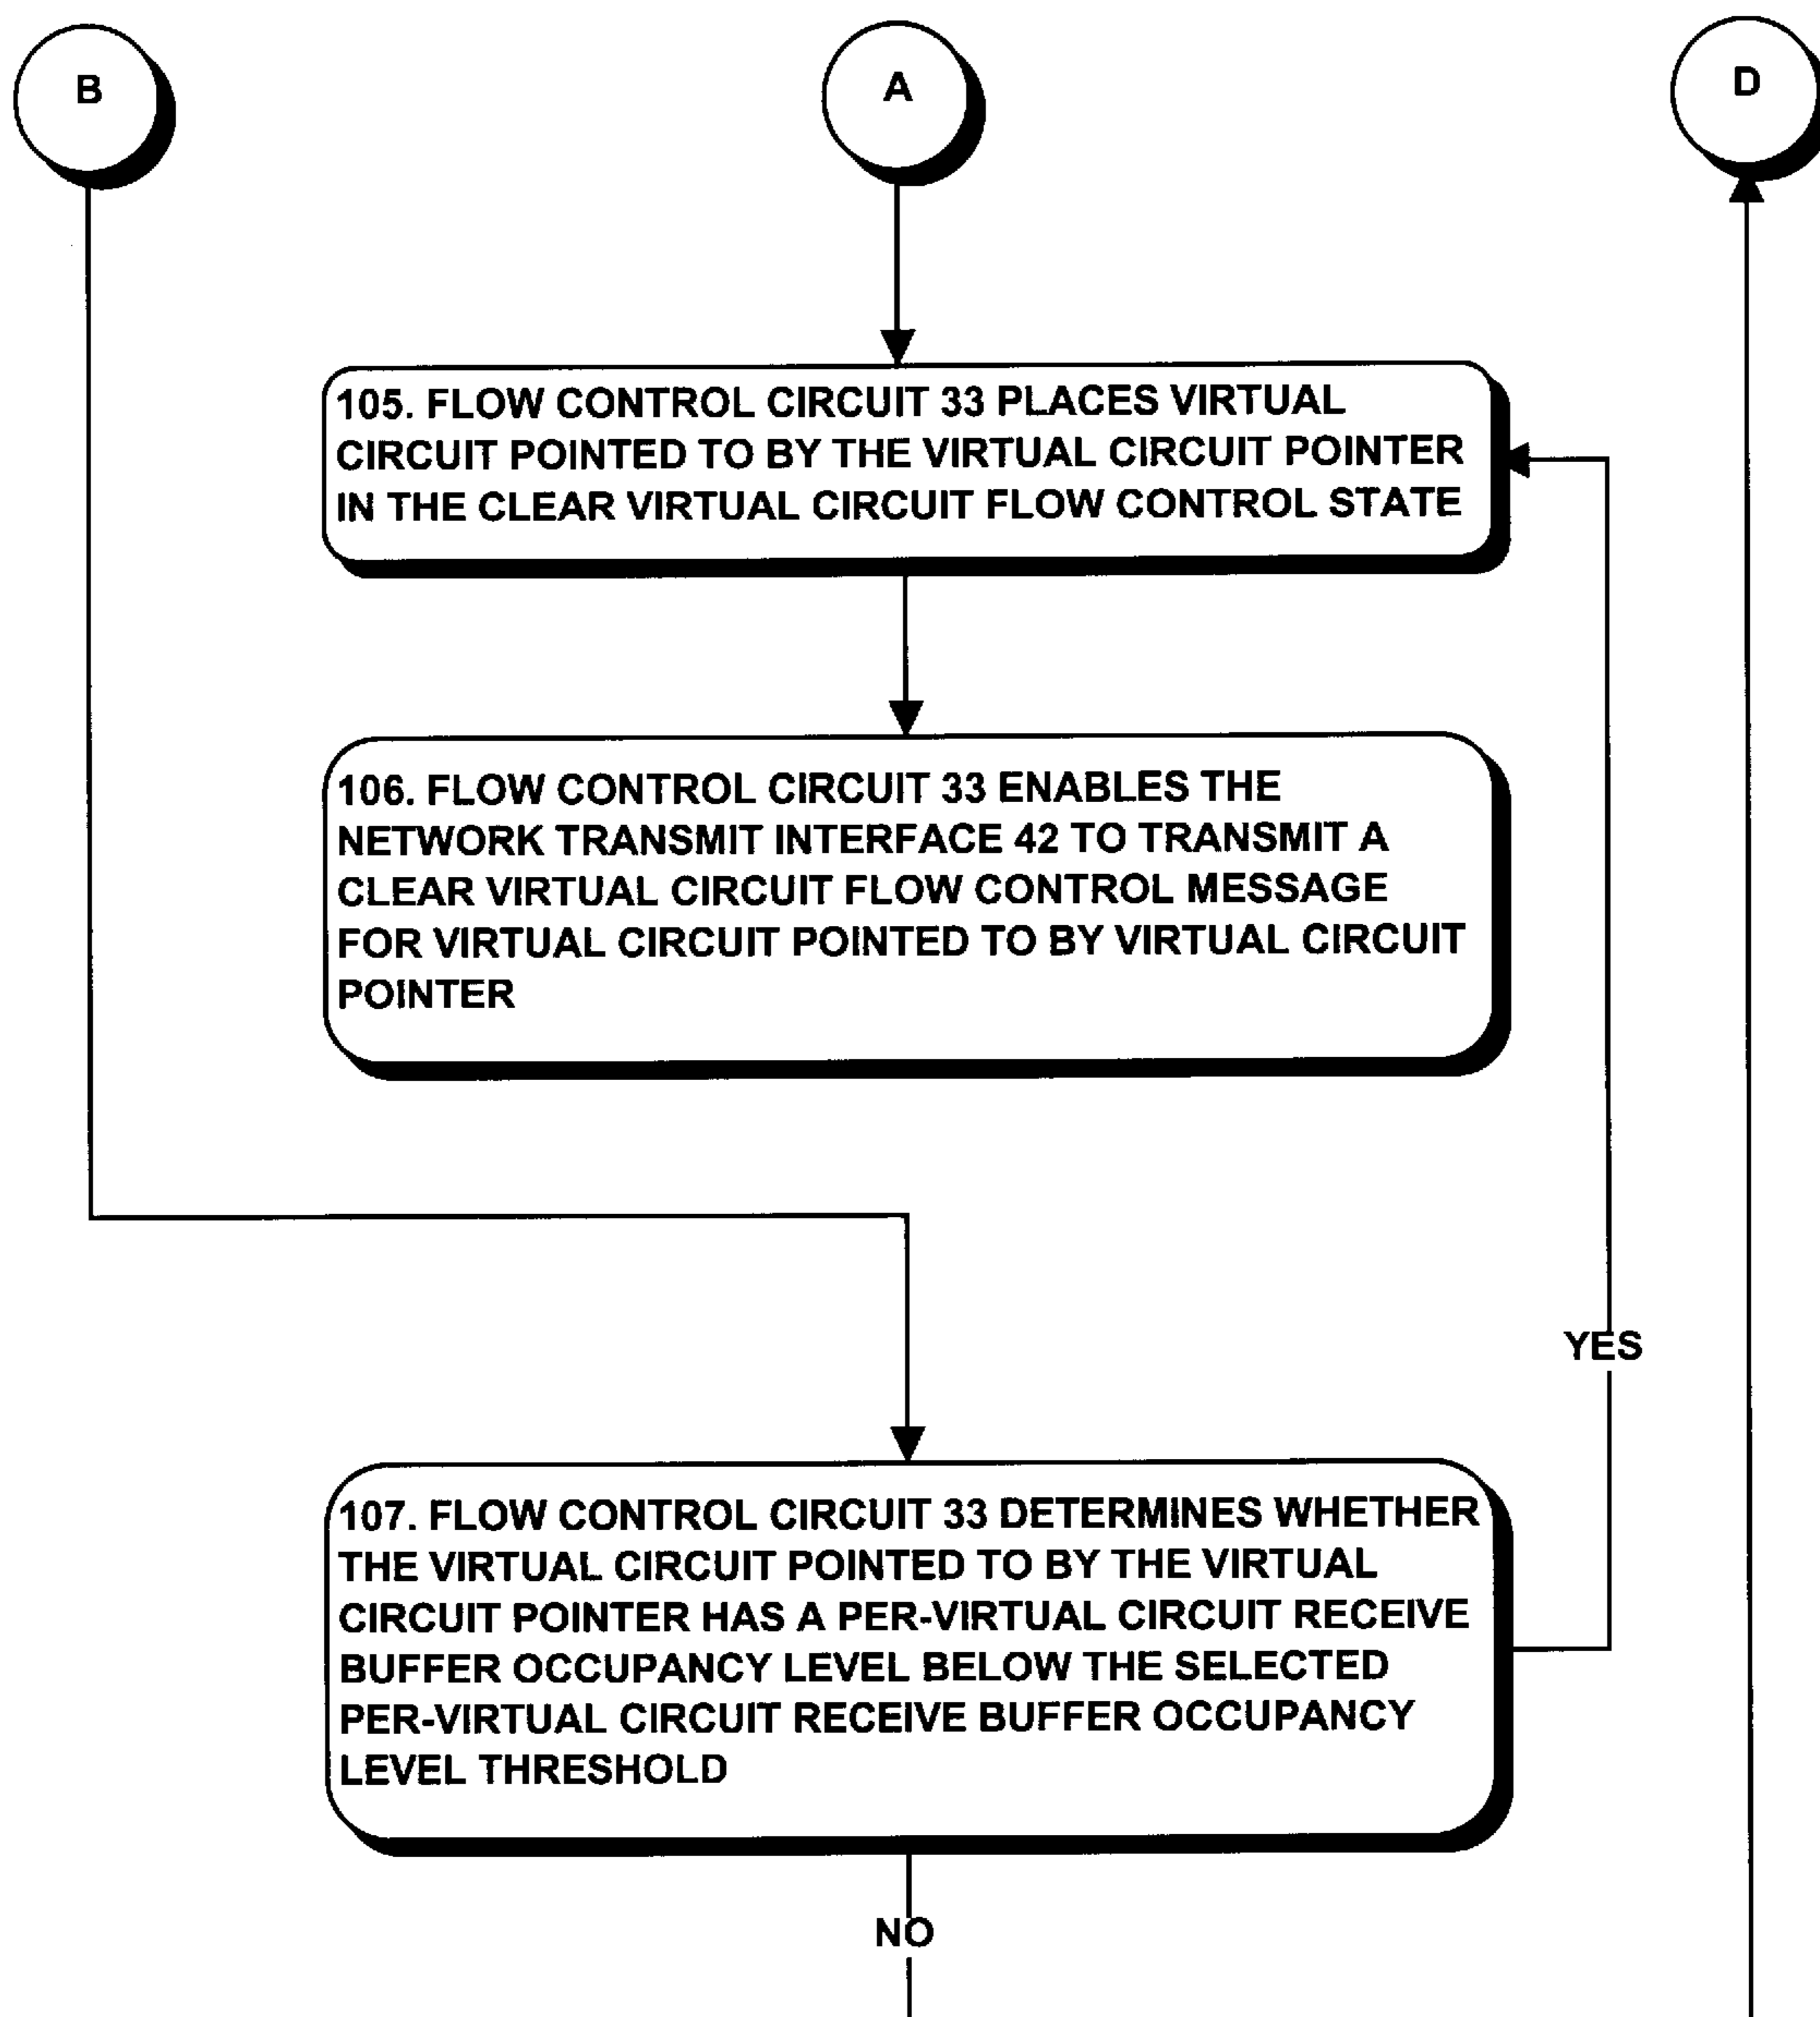 B
A
D
105. FLOW CONTROL CIRCUIT 33 PLACES VIRTUAL
CIRCUIT POINTED TO BY THE VIRTUAL CIRCUIT POINTER
IN THE CLEAR VIRTUAL CIRCUIT FLOW CONTROL STATE
106. FLOW CONTROL CIRCUIT 33 ENABLES THE
NETWORK TRANSMIT INTERFACE 42 TO TRANSMIT A
CLEAR VIRTUAL CIRCUIT FLOW CONTROL MESSAGE
FOR VIRTUAL CIRCUIT POINTED TO BY VIRTUAL CIRCUIT
POINTER
YES
107. FLOW CONTROL CIRCUIT 33 DETERMINES WHETHER
THE VIRTUAL CIRCUIT POINTED TO BY THE VIRTUAL
CIRCUIT POINTER HAS A PER-VIRTUAL CIRCUIT RECEIVE
BUFFER OCCUPANCY LEVEL BELOW THE SELECTED
PER-VIRTUAL CIRCUIT RECEIVE BUFFER OCCUPANCY
LEVEL THRESHOLD
NO